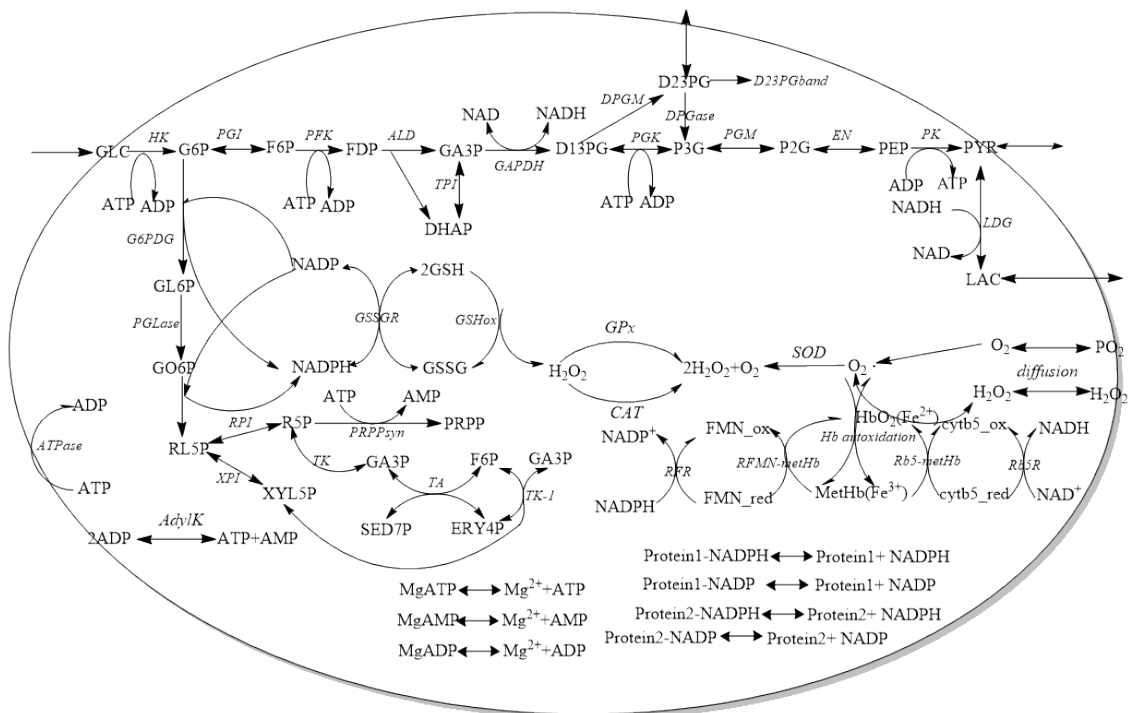 D23PG D23PGband
DPGM DPGase
NAD NADH
HK PGI PFK ALD GAPDH PGK PGM EN PK
GLC G6P F6P FDP GA3P D13PG P3G P2G PEP PYR
ATP ADP ATP ADP TPI ATP ADP ADP ATP
NADH LDG
DHAP
G6PDG NAD
NADP 2GSH LAC
GL6P
PGLase GSSGR GSHox GPx
GO6P NADPH GSSG H2O2 2H2O2+O2 SOD O2. O2 PO2
diffusion
H2O2 H2O2
CAT
ADP ATP AMP
ATPase RPI R5P PRPPsyn PRPP
HbO2(Fe2+) cytb5_ox NADH
NADP+ FMN_ox Hb autoxidation
RL5P TK GA3P F6P GA3P RFR RFMN-metHb Rb5-metHb Rb5R
ATP XPI XYL5P TA TK-1
NADPH FMN_red MetHb(Fe3+) cytb5_red NAD+
SED7P ERY4P
AdylK
2ADP ATP+AMP
Protein1-NADPH Protein1+ NADPH
MgATP Mg2++ATP Protein1-NADP Protein1+ NADP
MgAMP Mg2++AMP Protein2-NADPH Protein2+ NADPH
Protein2-NADP Protein2+ NADP
MgADP Mg2++ADP